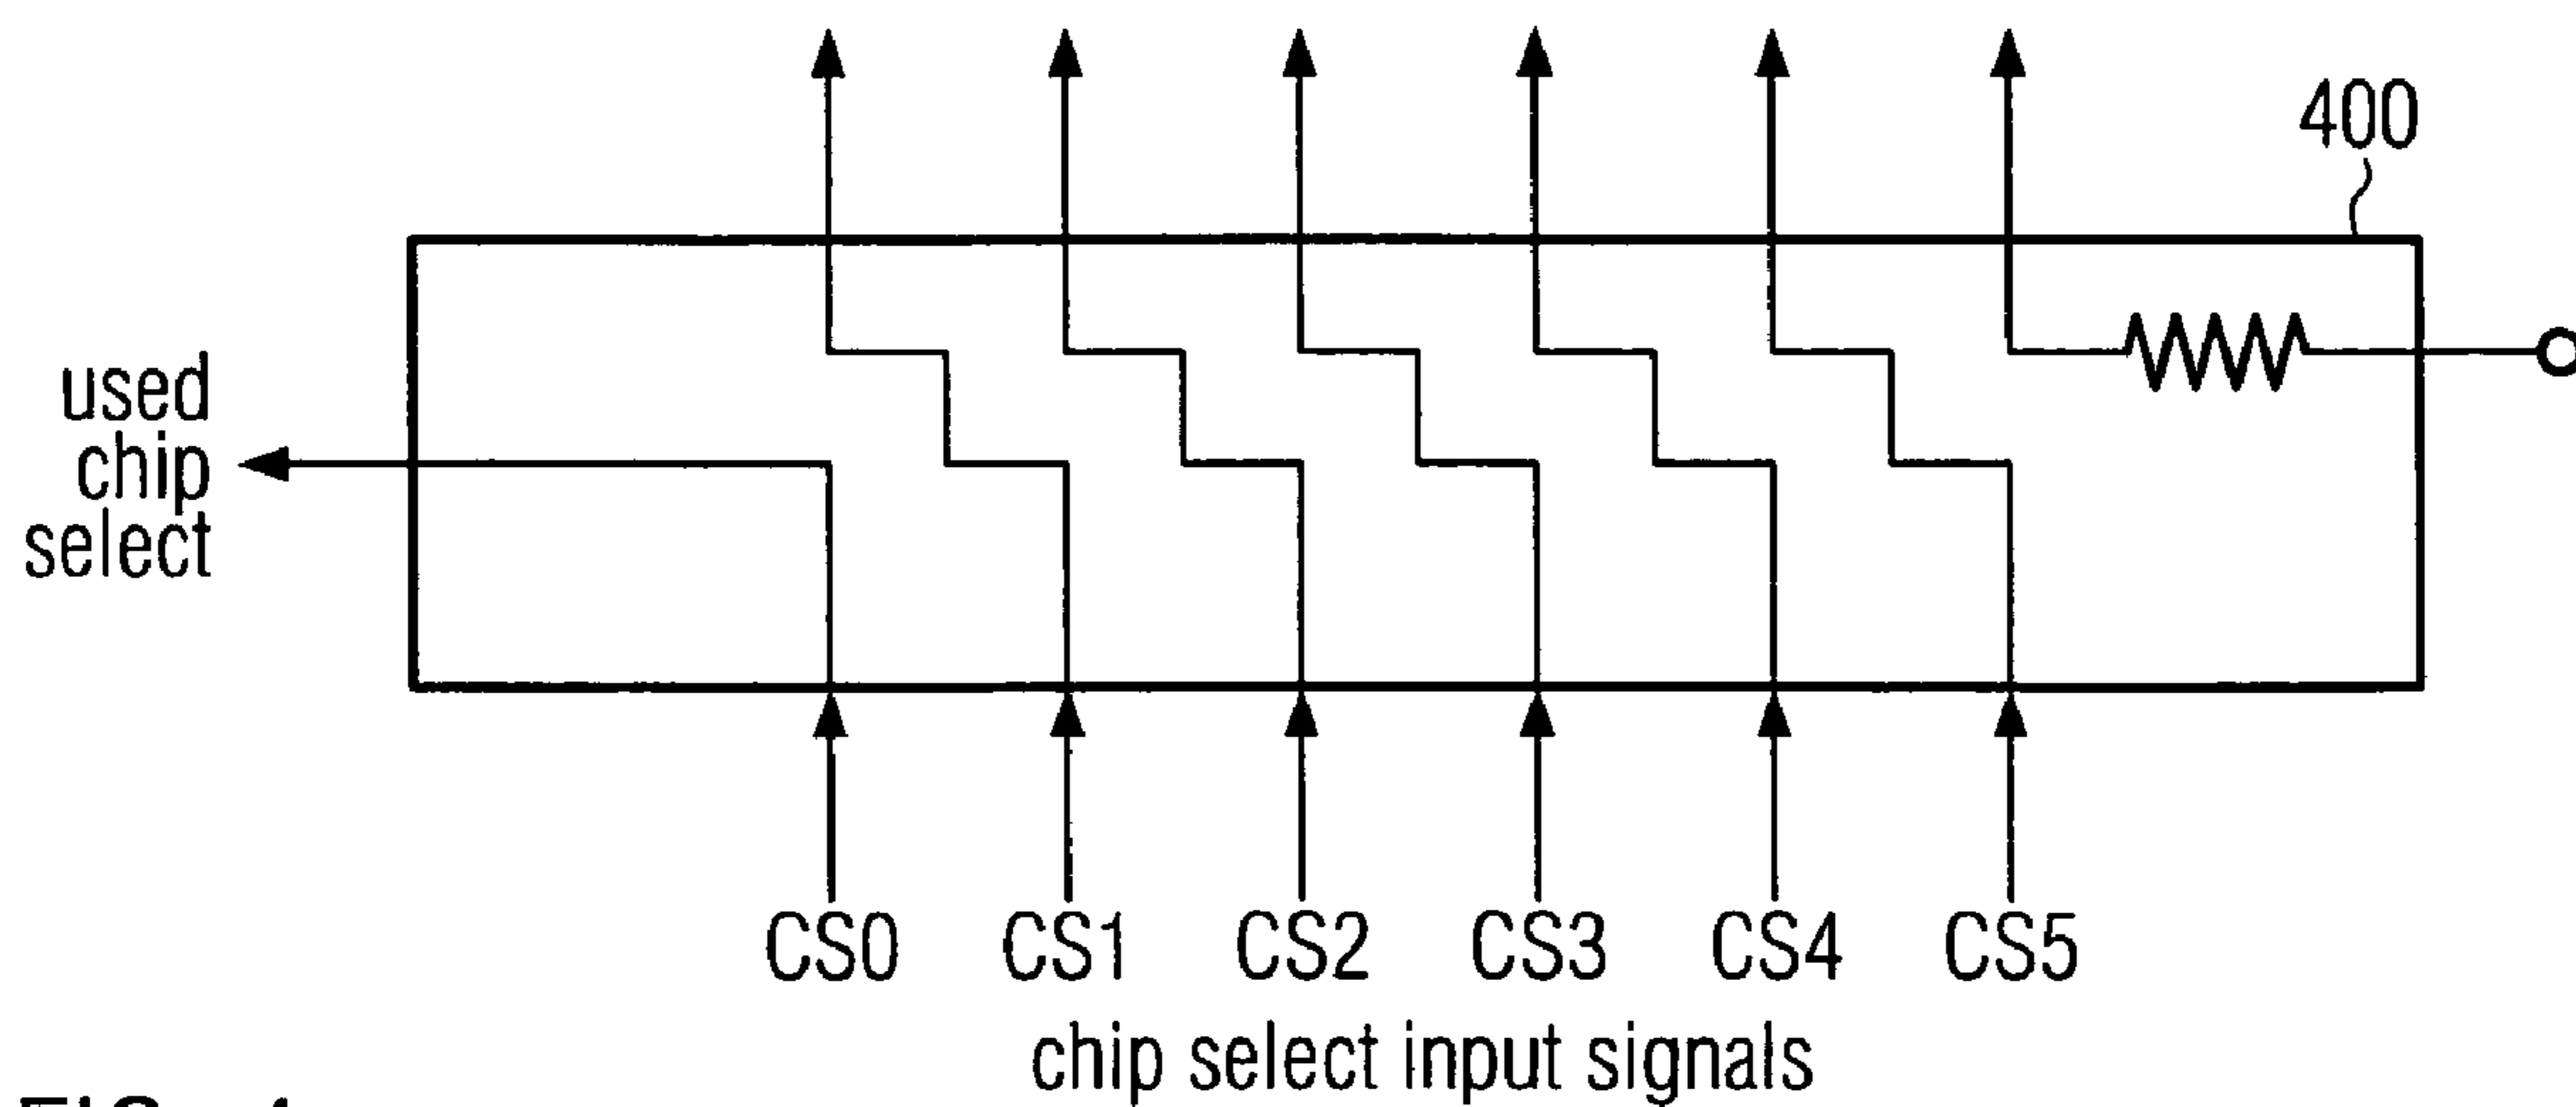 400
used
chip
select
CS0 CS1 CS2 CS3 CS4 CS5
chip select input signals